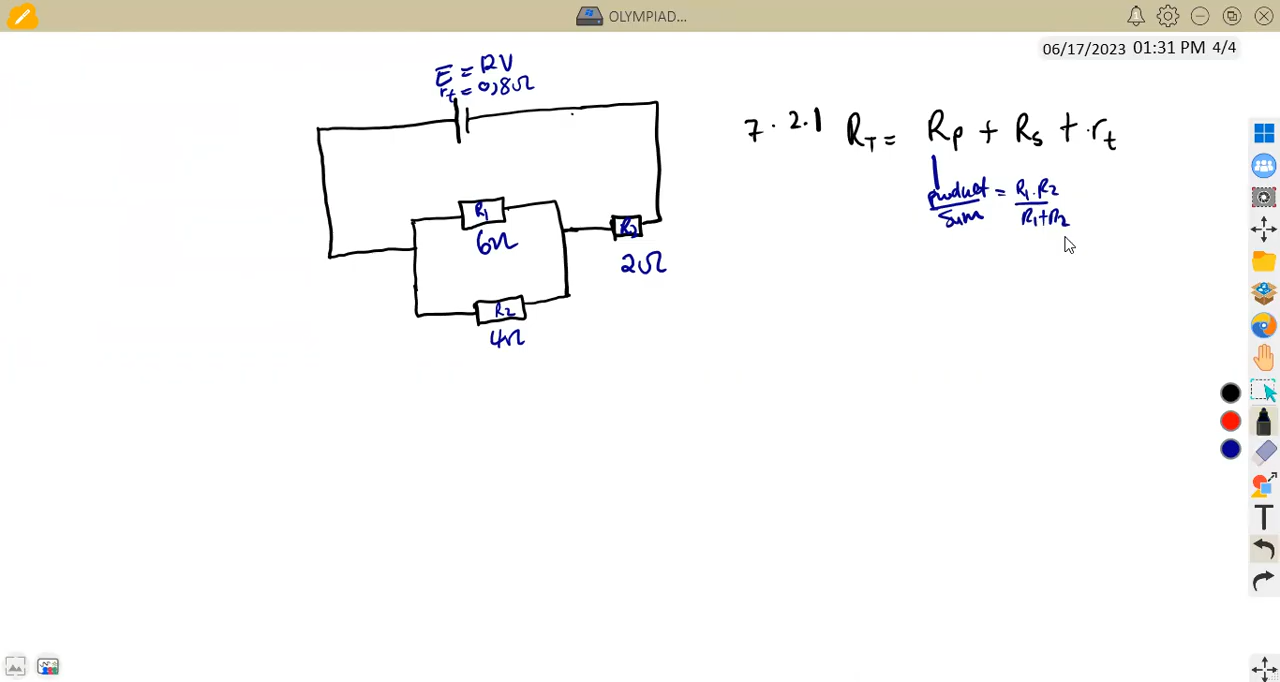 OLYMPIAD...
06/17/2023 01:31 PM 4/4
E = 12V
rt = 0,8Ω
7.2.1 RT = Rp + Rs + rt
product/sum = R1.R2/R1+R2
R1
6Ω
R3
2Ω
R2
4Ω
T